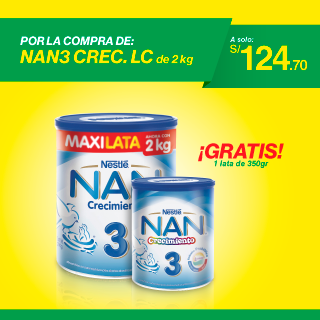 POR LA COMPRA DE:
NAN3 CREC. LC de 2 kg
A solo:
S/124.70
MAXILATA
2kg
Nestlé
NAN
Crecimiento
3
¡GRATIS!
1 lata de 350gr
Nestlé
NAN
Crecimiento
3